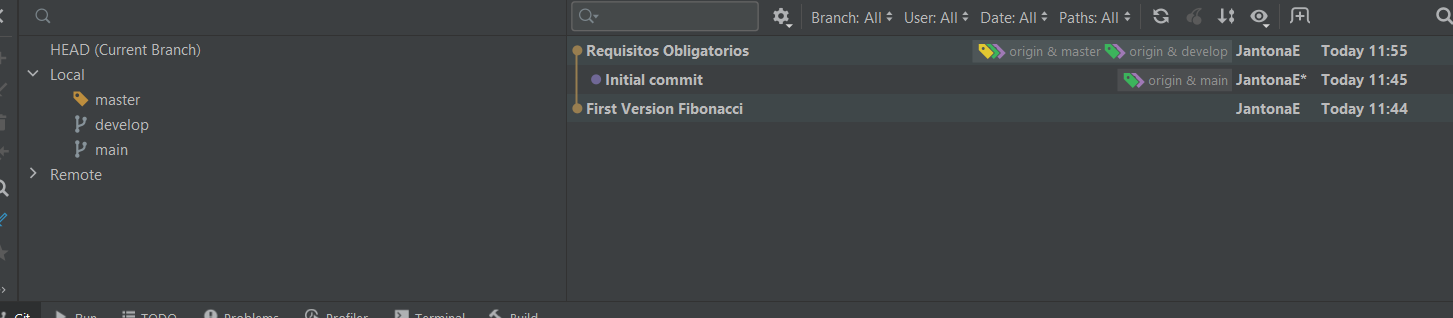 Branch: All User: All Date: All Paths: All
HEAD (Current Branch)
Local
master
develop
main
Remote
Requisitos Obligatorios origin & master origin & develop JantonaE Today 11:55
Initial commit origin & main JantonaE* Today 11:45
First Version Fibonacci JantonaE Today 11:44
Git Run TODO Problems Profiler Terminal Build